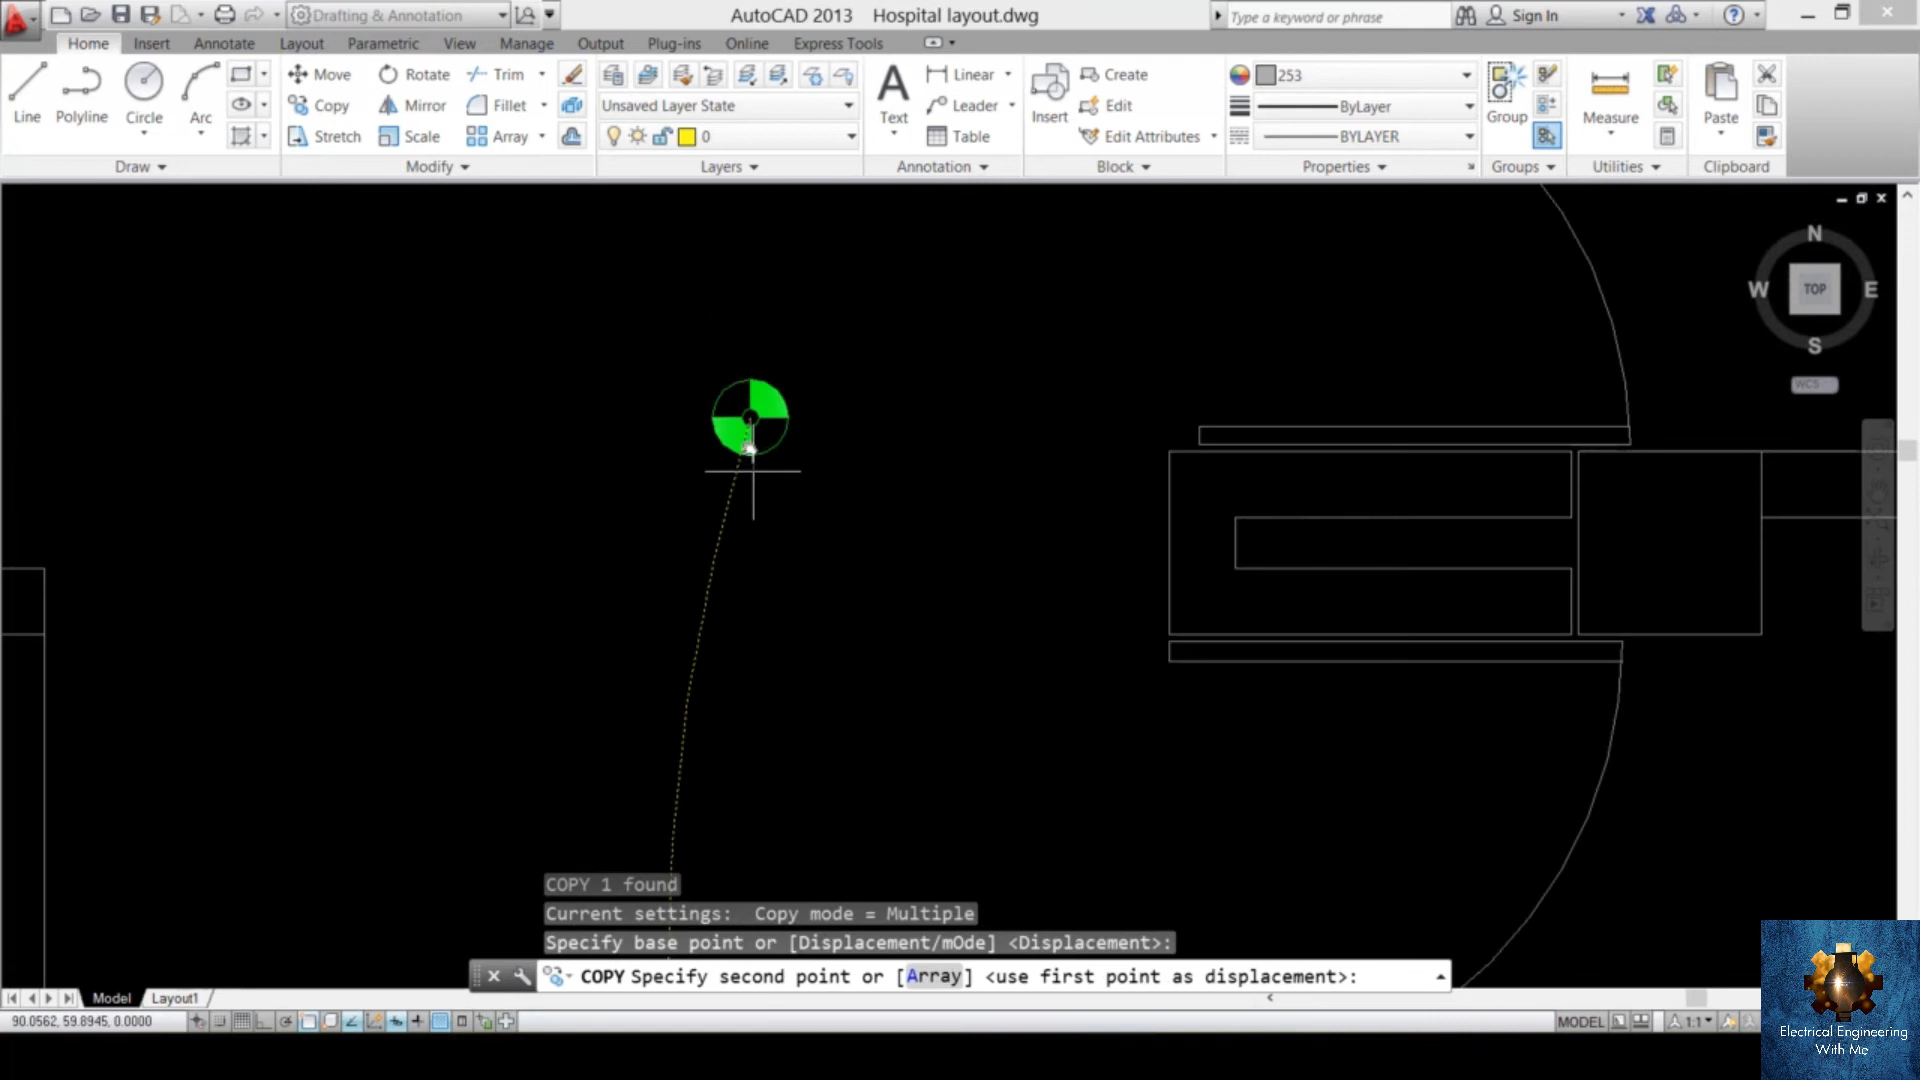 Drafting & Annotation
AutoCAD 2013 Hospital layout.dwg
Type a keyword or phrase
Sign In
Home Insert Annotate Layout Parametric View Manage Output Plug-ins Online Express Tools
Move Rotate Trim
Linear
Create
253
Unsaved Layer State
Copy Mirror Fillet
Leader
Edit
ByLayer
Line Polyline Circle Arc
Text
Insert
Group
Measure
Paste
Stretch Scale Array
0
Table
Edit Attributes
BYLAYER
Draw Modify Layers Annotation Block Properties Groups Utilities Clipboard
N
W TOP E
S
WCS
COPY 1 found
Current settings: Copy mode = Multiple
Specify base point or [Displacement/mOde] <Displacement>:
COPY Specify second point or [Array] <use first point as displacement>:
Model Layout1
90.0562, 59.8945, 0.0000
MODEL
1:1
Electrical Engineering
With Me